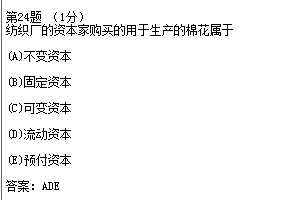 第24题 (1分)
纺织厂的资本家购买的用于生产的棉花属于
(A)不变资本
(B)固定资本
(C)可变资本
(D)流动资本
(E)预付资本
答案: ADE